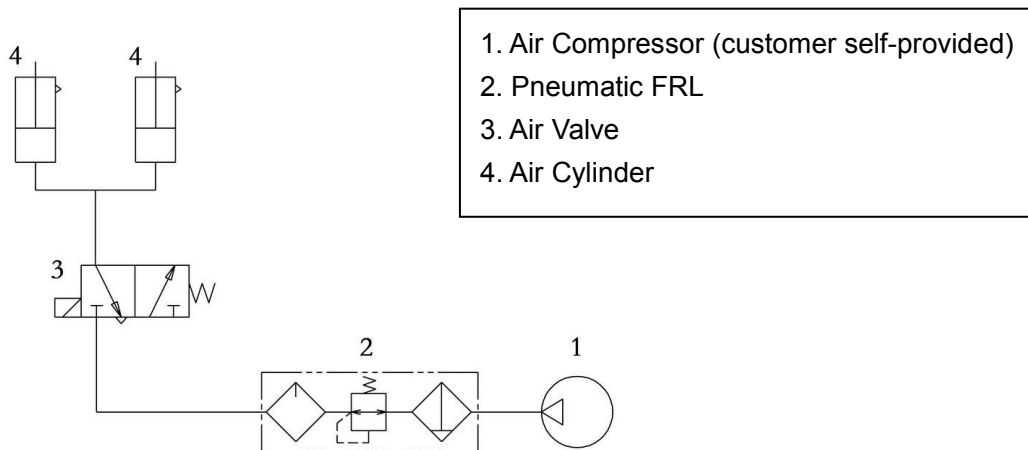 4 4
1. Air Compressor (customer self-provided)
2. Pneumatic FRL
3. Air Valve
4. Air Cylinder
3
2 1